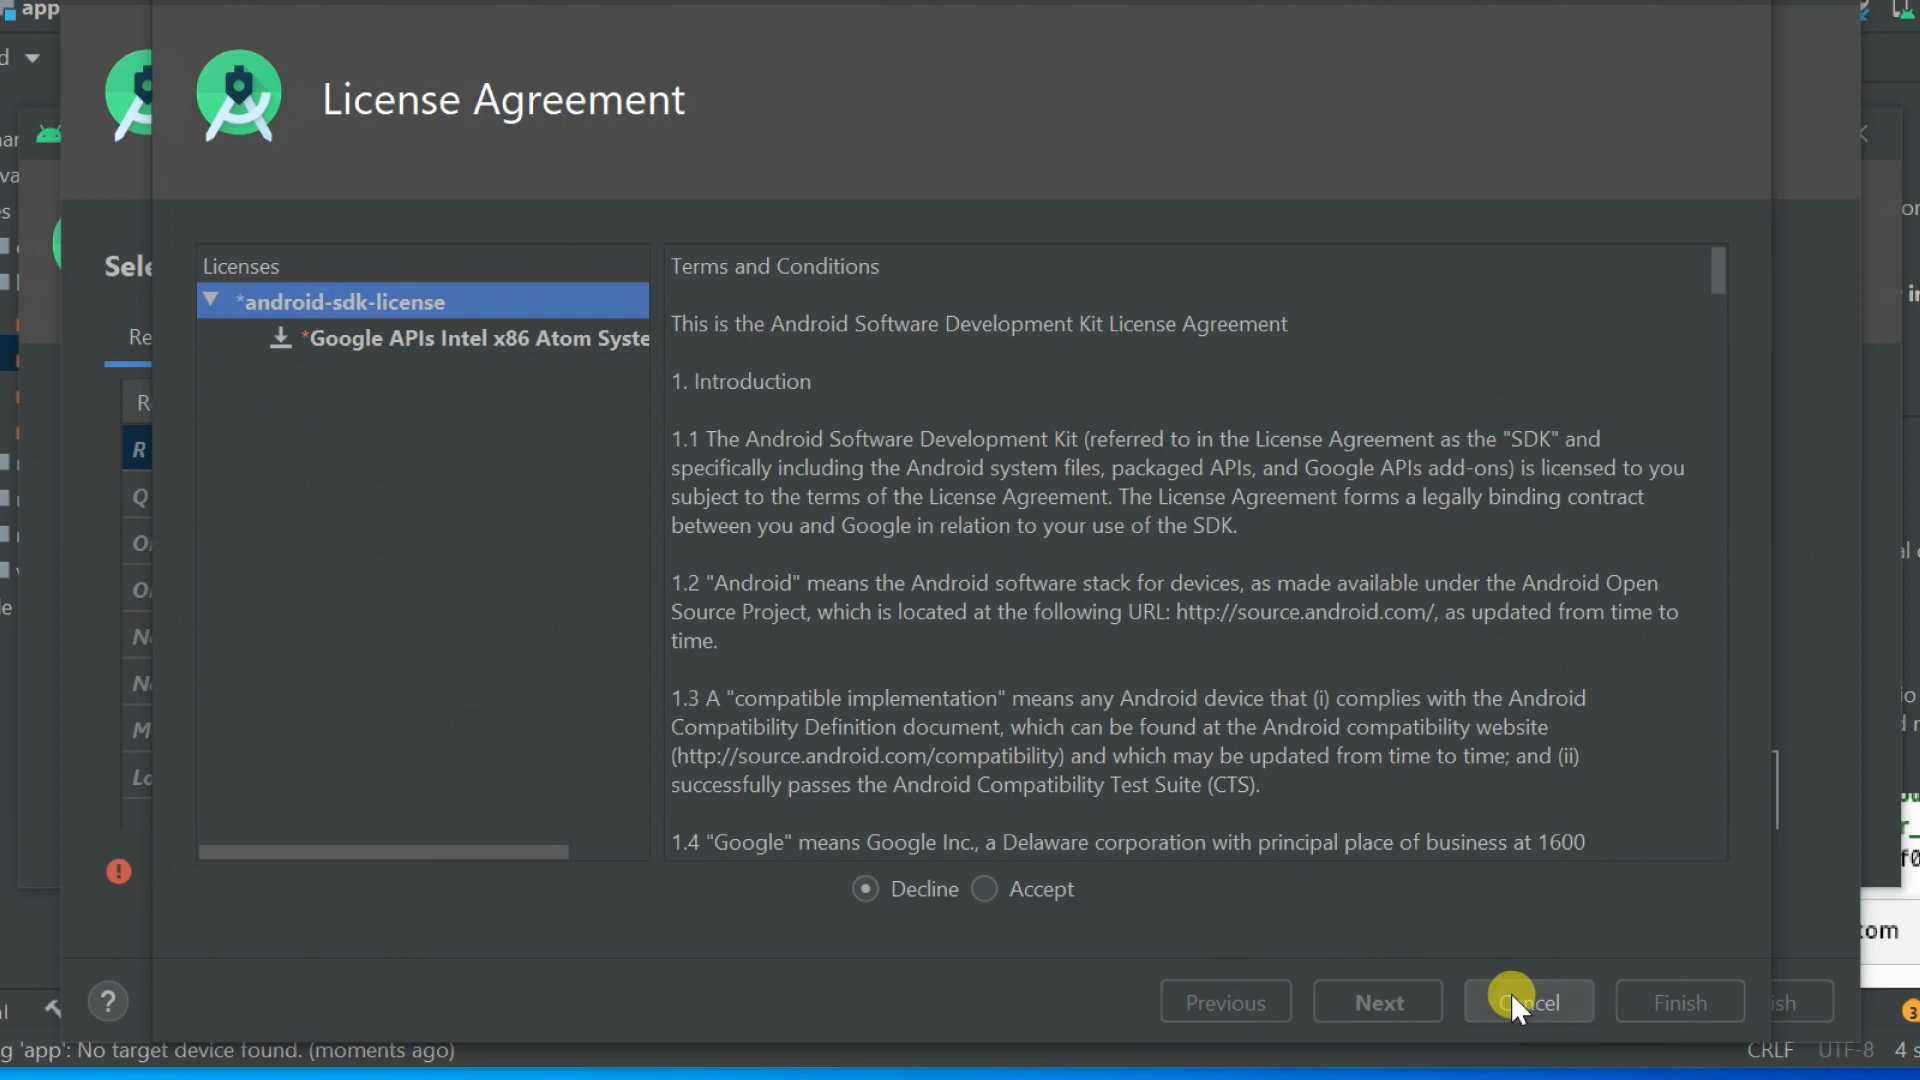 app
License Agreement
Sele
Licenses
*android-sdk-license
*Google APIs Intel x86 Atom Syste
Terms and Conditions
This is the Android Software Development Kit License Agreement
1. Introduction
1.1 The Android Software Development Kit (referred to in the License Agreement as the "SDK" and
specifically including the Android system files, packaged APIs, and Google APIs add-ons) is licensed to you
subject to the terms of the License Agreement. The License Agreement forms a legally binding contract
between you and Google in relation to your use of the SDK.
1.2 "Android" means the Android software stack for devices, as made available under the Android Open
Source Project, which is located at the following URL: http://source.android.com/, as updated from time to
time.
1.3 A "compatible implementation" means any Android device that (i) complies with the Android
Compatibility Definition document, which can be found at the Android compatibility website
(http://source.android.com/compatibility) and which may be updated from time to time; and (ii)
successfully passes the Android Compatibility Test Suite (CTS).
1.4 "Google" means Google Inc., a Delaware corporation with principal place of business at 1600
Re
R
Q
M
Lo
Decline Accept
com
?
Previous Next Cancel Finish ish
g 'app': No target device found. (moments ago)
CRLF UTF-8 4 s
3